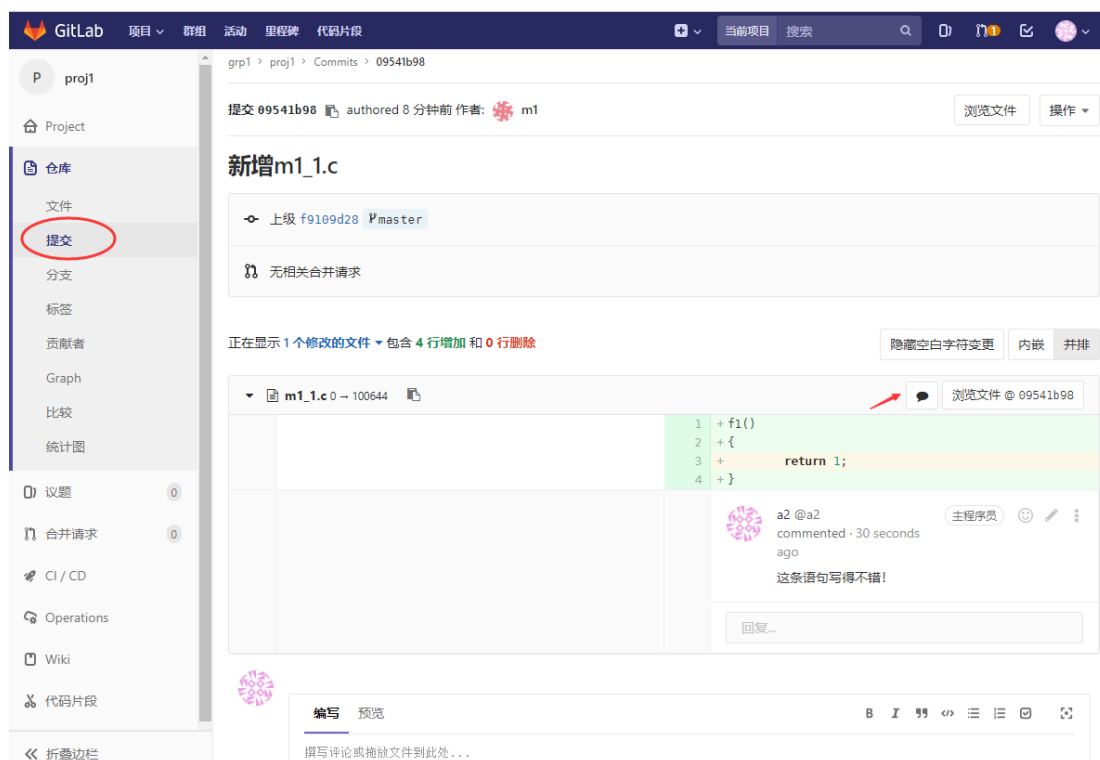 GitLab 项目 群组 活动 里程碑 代码片段 当前项目 搜索 1
P proj1
Project
仓库
文件
提交
分支
标签
贡献者
Graph
比较
统计图
议题 0
合并请求 0
CI / CD
Operations
Wiki
代码片段
折叠边栏
grp1 > proj1 > Commits > 09541b98
提交 09541b98 authored 8 分钟前 作者: m1 浏览文件 操作
新增m1_1.c
上级 f9109d28 master
无相关合并请求
正在显示 1 个修改的文件 包含 4 行增加 和 0 行删除 隐藏空白字符变更 内嵌 并排
m1_1.c 0 → 100644 浏览文件 @ 09541b98
1 + f1()
2 + {
3 + return 1;
4 + }
a2 @a2 主程序员
commented · 30 seconds
ago
这条语句写得不错!
回复...
编写 预览 B I
撰写评论或拖放文件到此处...